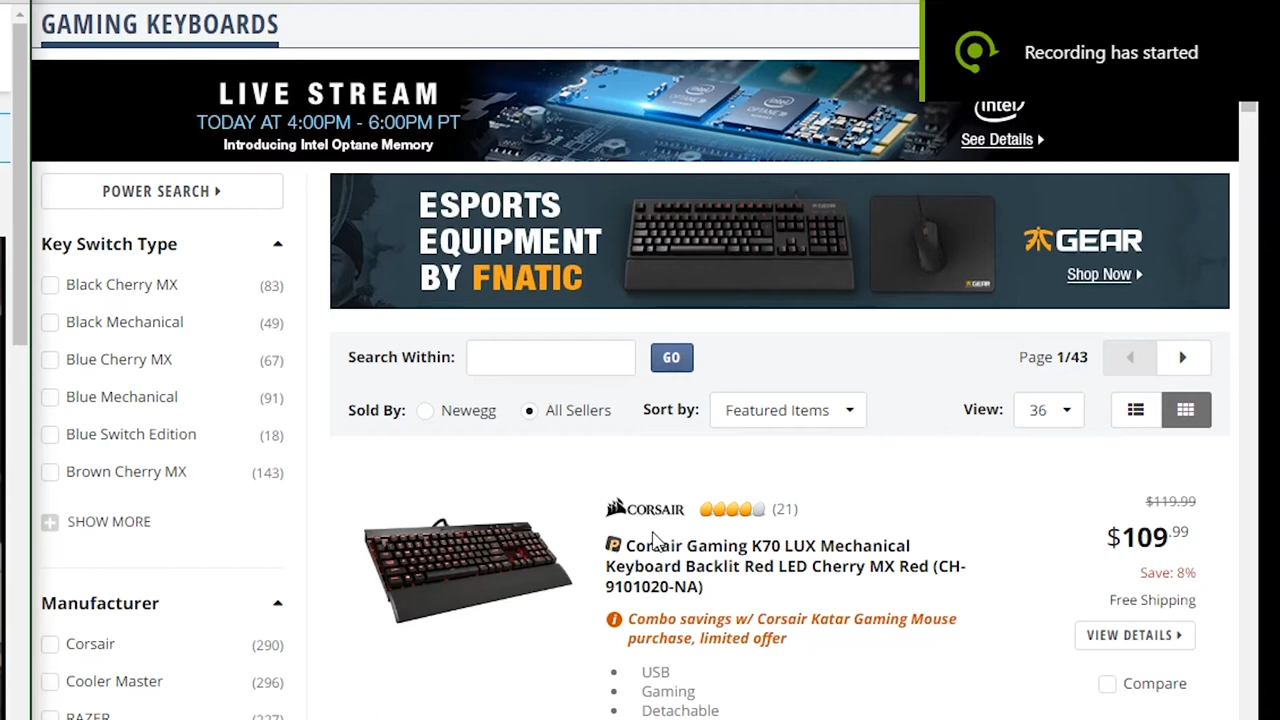 GAMING KEYBOARDS
Recording has started
LIVE STREAM
TODAY AT 4:00PM - 6:00PM PT
Introducing Intel Optane Memory
intel
See Details
POWER SEARCH
ESPORTS
EQUIPMENT
BY FNATIC
GEAR
Shop Now
Key Switch Type
Black Cherry MX (83)
Black Mechanical (49)
Blue Cherry MX (67)
Blue Mechanical (91)
Blue Switch Edition (18)
Brown Cherry MX (143)
SHOW MORE
Manufacturer
Corsair (290)
Cooler Master (296)
RAZER (227)
Search Within: GO Page 1/43
Sold By: Newegg All Sellers Sort by: Featured Items View: 36
CORSAIR (21)
Corsair Gaming K70 LUX Mechanical
Keyboard Backlit Red LED Cherry MX Red (CH-
9101020-NA)
Combo savings w/ Corsair Katar Gaming Mouse
purchase, limited offer
USB
Gaming
Detachable
$119.99
$109.99
Save: 8%
Free Shipping
VIEW DETAILS
Compare